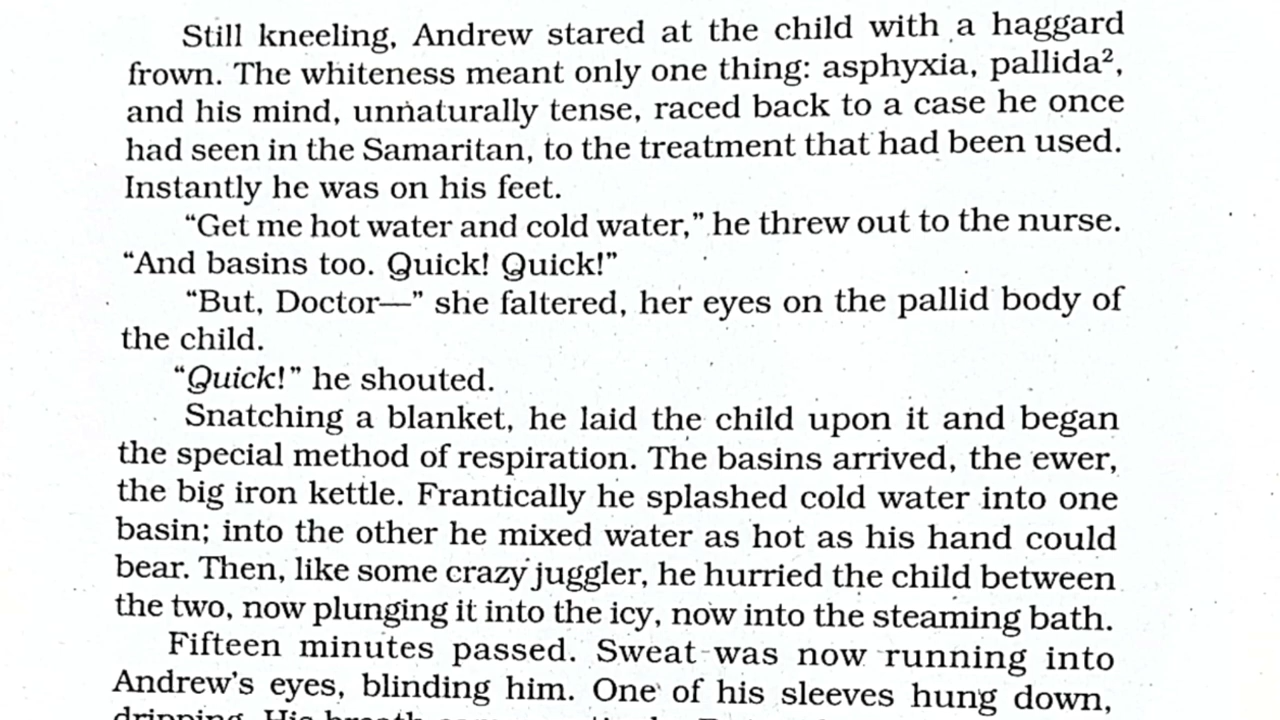 Still kneeling, Andrew stared at the child with a haggard
frown. The whiteness meant only one thing: asphyxia, pallida²,
and his mind, unnaturally tense, raced back to a case he once
had seen in the Samaritan, to the treatment that had been used.
Instantly he was on his feet.
“Get me hot water and cold water,” he threw out to the nurse.
“And basins too. Quick! Quick!”
“But, Doctor—” she faltered, her eyes on the pallid body of
the child.
“Quick!” he shouted.
Snatching a blanket, he laid the child upon it and began
the special method of respiration. The basins arrived, the ewer,
the big iron kettle. Frantically he splashed cold water into one
basin; into the other he mixed water as hot as his hand could
bear. Then, like some crazy juggler, he hurried the child between
the two, now plunging it into the icy, now into the steaming bath.
Fifteen minutes passed. Sweat was now running into
Andrew’s eyes, blinding him. One of his sleeves hung down,
dripping. His breath